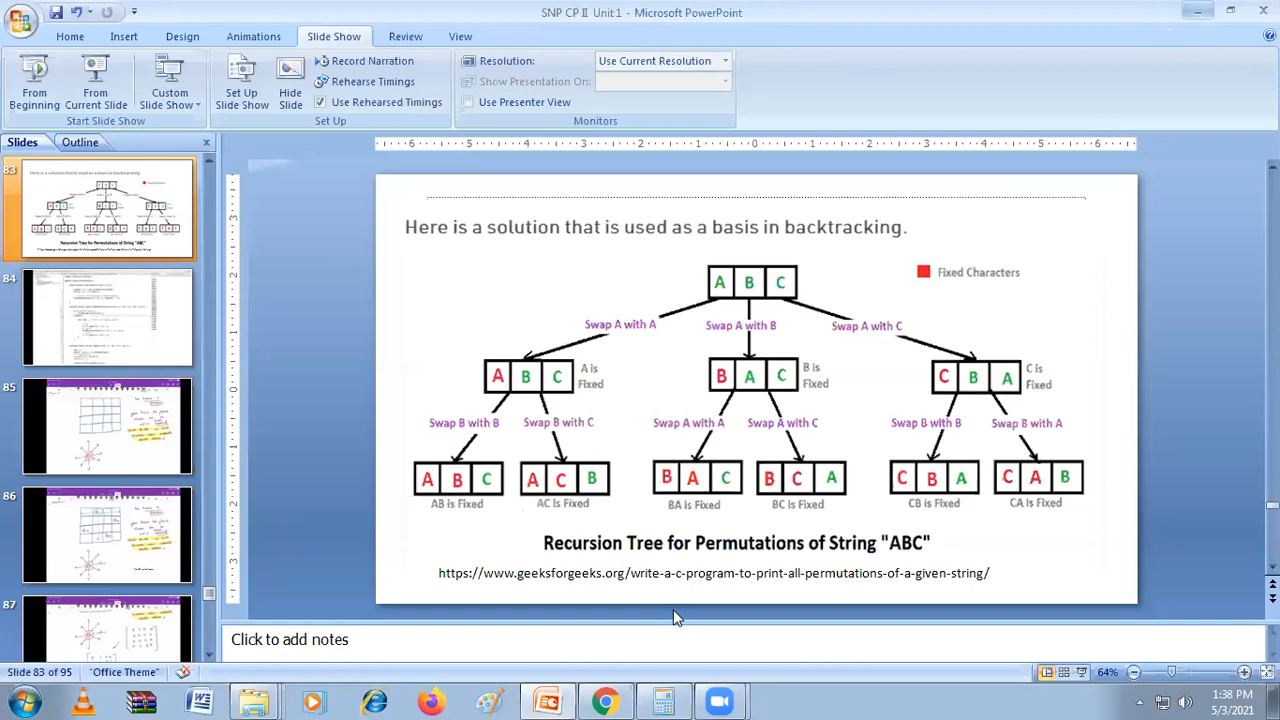 SNP CP II Unit 1 - Microsoft PowerPoint
Home Insert Design Animations Slide Show Review View
From Beginning
From Current Slide
Custom Slide Show
Start Slide Show
Set Up Slide Show
Hide Slide
Record Narration
Rehearse Timings
Use Rehearsed Timings
Set Up
Resolution: Use Current Resolution
Show Presentation On:
Use Presenter View
Monitors
Slides Outline
83
84
85
86
87
Here is a solution that is used as a basis in backtracking.
A B C
Fixed Characters
Swap A with A Swap A with B Swap A with C
A B C A is Fixed
B A C B is Fixed
C B A C is Fixed
Swap B with B Swap B with C Swap A with A Swap A with C Swap B with B Swap B with A
A B C A C B B A C B C A C B A C A B
AB is Fixed AC is Fixed BA is Fixed BC is Fixed CB is Fixed CA is Fixed
Recursion Tree for Permutations of String "ABC"
https://www.geeksforgeeks.org/write-a-c-program-to-print-all-permutations-of-a-given-string/
Click to add notes
Slide 83 of 95 "Office Theme" 64%
1:38 PM
5/3/2021